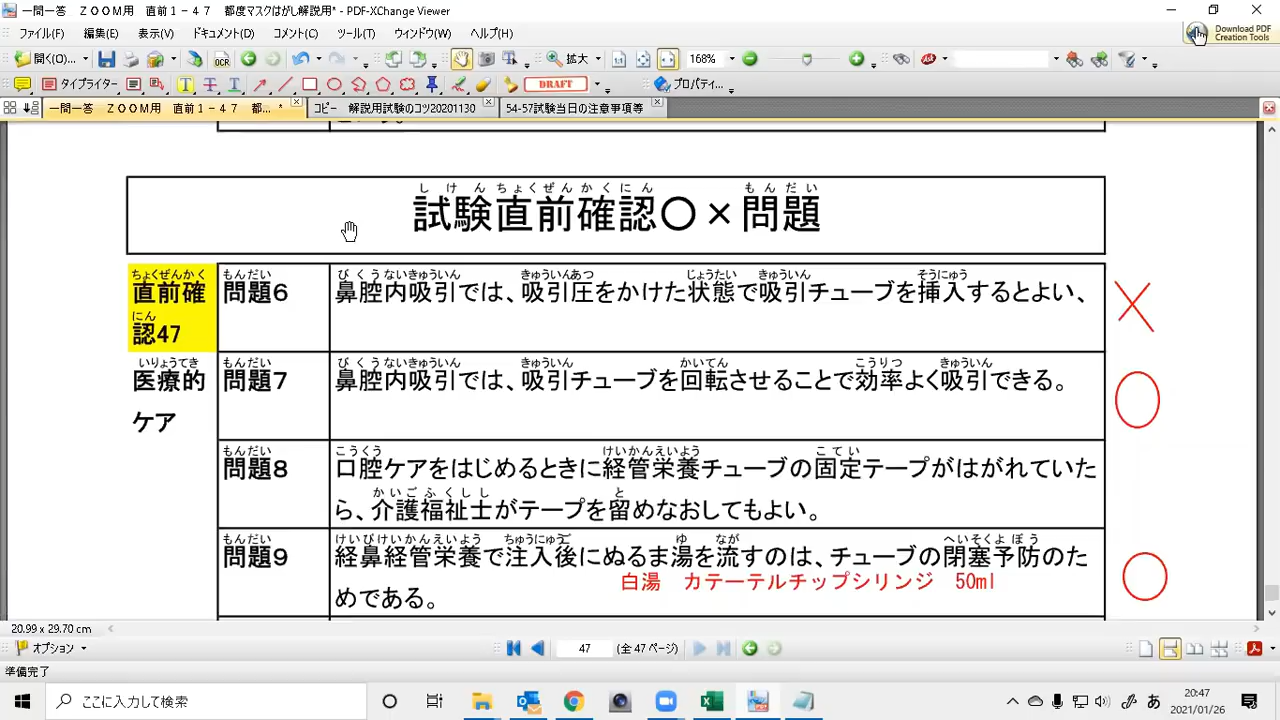 一問一答 ＺＯＯＭ用 直前１－４７ 都度マスクはがし解説用* - PDF-XChange Viewer
ファイル(F) 編集(E) 表示(V) ドキュメント(D) コメント(C) ツール(T) ウィンドウ(W) ヘルプ(H)
Download PDF Creation Tools
開く(O)... OCR 拡大 168%
タイプライター DRAFT プロパティ...
一問一答 ＺＯＯＭ用 直前１－４７ 都... * コピー 解説用試験のコツ20201130 54-57試験当日の注意事項等
しけんちょくぜんかくにん もんだい
試験直前確認〇×問題
ちょくぜんかくにん
直前確認47
いりょうてき
医療的ケア
もんだい
問題６
びくうないきゅういん きゅういんあつ じょうたい きゅういん そうにゅう
鼻腔内吸引では、吸引圧をかけた状態で吸引チューブを挿入するとよい、
もんだい
問題７
びくうないきゅういん きゅういん かいてん こうりつ きゅういん
鼻腔内吸引では、吸引チューブを回転させることで効率よく吸引できる。
もんだい
問題８
こうくう けいかんえいよう こてい
口腔ケアをはじめるときに経管栄養チューブの固定テープがはがれていた
かいごふくしし と
ら、介護福祉士がテープを留めなおしてもよい。
もんだい
問題９
けいびけいかんえいよう ちゅうにゅうご ゆ なが へいそくよぼう
経鼻経管栄養で注入後にぬるま湯を流すのは、チューブの閉塞予防のた
白湯 カテーテルチップシリンジ 50ml
めである。
20.99 x 29.70 cm
オプション 47 (全 47 ページ)
準備完了
ここに入力して検索 あ 20:47
2021/01/26